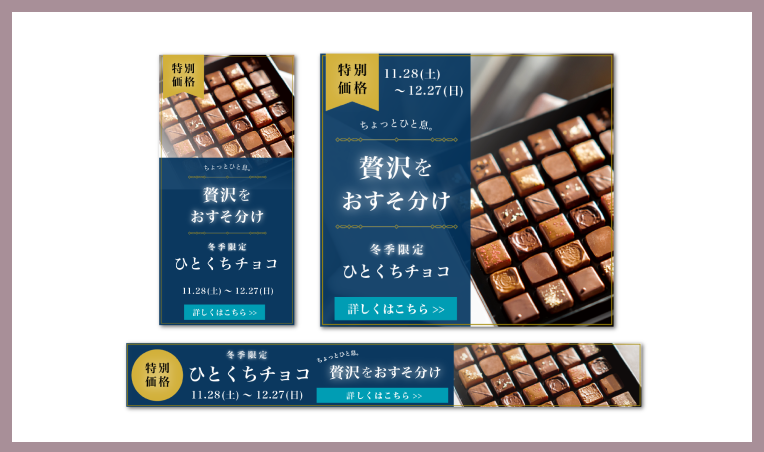 特別
価格
ちょっとひと息。
贅沢を
おすそ分け
冬季限定
ひとくちチョコ
11.28(土) ~ 12.27(日)
詳しくはこちら >>
特別
価格
11.28(土)
~ 12.27(日)
ちょっとひと息。
贅沢を
おすそ分け
冬季限定
ひとくちチョコ
詳しくはこちら >>
特別
価格
冬季限定
ひとくちチョコ
11.28(土) ~ 12.27(日)
ちょっとひと息。
贅沢をおすそ分け
詳しくはこちら >>